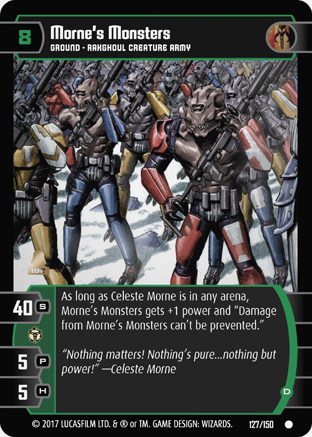 8
Morne's Monsters
GROUND - RAKGHOUL CREATURE ARMY
40 S
5 P
5 H
As long as Celeste Morne is in any arena,
Morne's Monsters gets +1 power and “Damage
from Morne's Monsters can't be prevented.”
“Nothing matters! Nothing's pure...nothing but
power!” —Celeste Morne
D
© 2017 LUCASFILM LTD. & ® or TM. GAME DESIGN: WIZARDS. 127/150